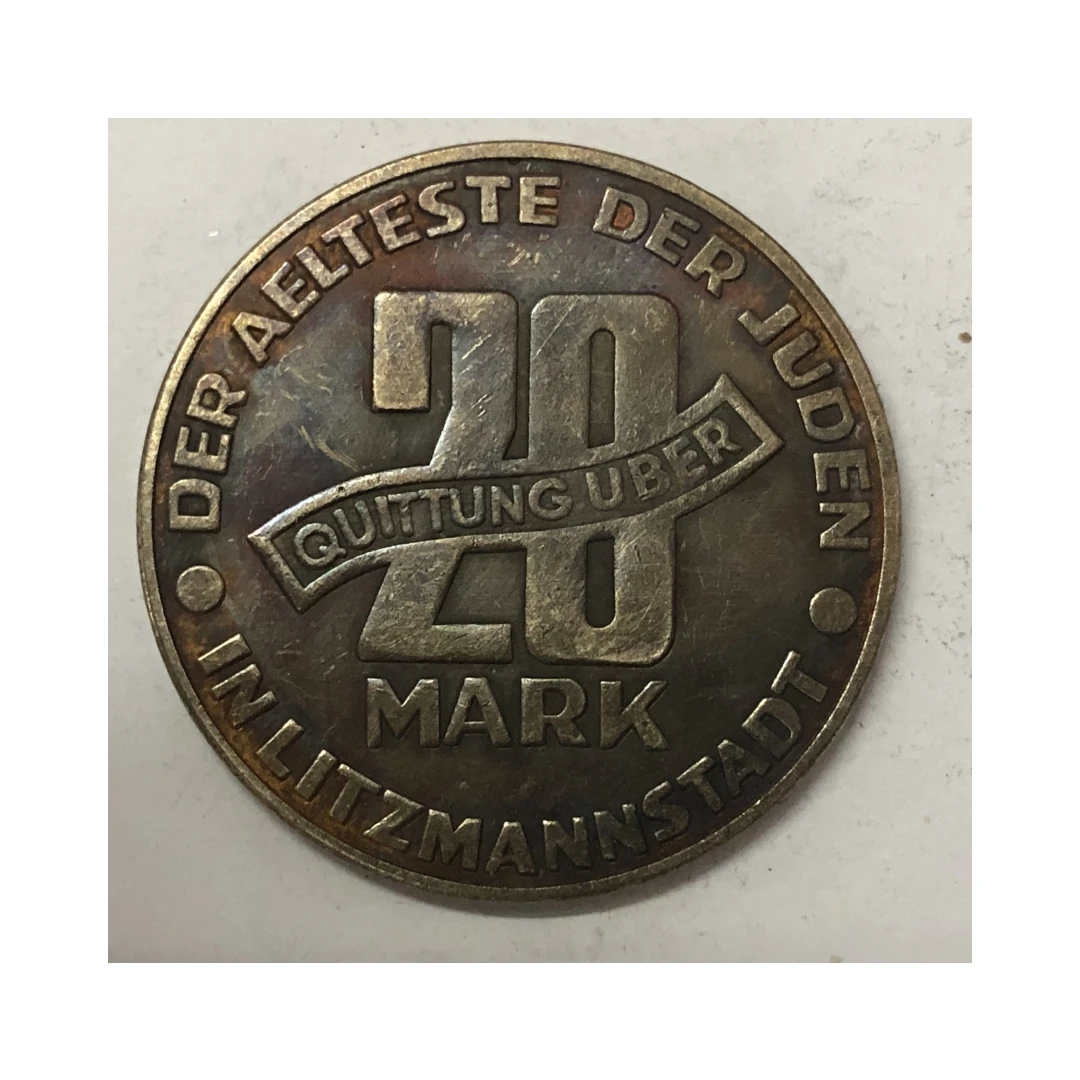 DER AELTESTE DER JUDEN
20
QUITTUNG UBER
MARK
IN LITZMANNSTADT